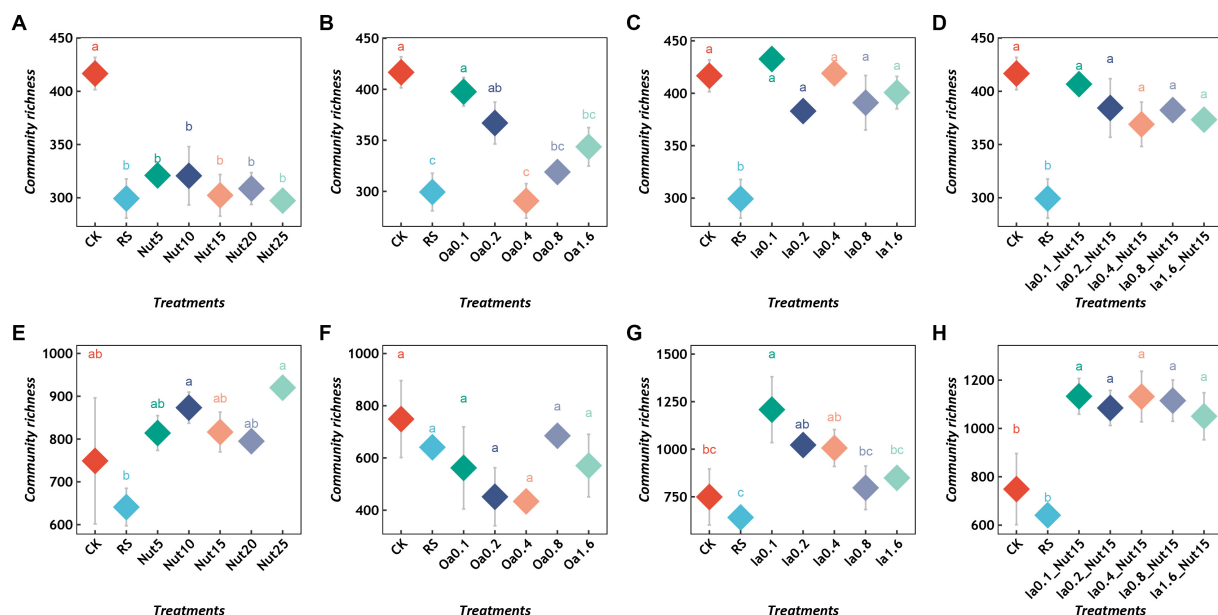 A
Community richness
450
400
350
300
a
b
b
b
b
b
b
CK
RS
Nut5
Nut10
Nut15
Nut20
Nut25
Treatments
B
Community richness
450
400
350
300
a
c
a
ab
c
bc
bc
CK
RS
Oa0.1
Oa0.2
Oa0.4
Oa0.8
Oa1.6
Treatments
C
Community richness
450
400
350
300
a
b
a
a
a
a
a
CK
RS
Ia0.1
Ia0.2
Ia0.4
Ia0.8
Ia1.6
Treatments
D
Community richness
450
400
350
300
a
b
a
a
a
a
a
CK
RS
Ia0.1_Nut15
Ia0.2_Nut15
Ia0.4_Nut15
Ia0.8_Nut15
Ia1.6_Nut15
Treatments
E
Community richness
1000
900
800
700
600
ab
b
ab
a
ab
ab
a
CK
RS
Nut5
Nut10
Nut15
Nut20
Nut25
Treatments
F
Community richness
1000
800
600
400
a
a
a
a
a
a
a
CK
RS
Oa0.1
Oa0.2
Oa0.4
Oa0.8
Oa1.6
Treatments
G
Community richness
1500
1250
1000
750
bc
c
a
ab
ab
bc
bc
CK
RS
Ia0.1
Ia0.2
Ia0.4
Ia0.8
Ia1.6
Treatments
H
Community richness
1200
1000
800
600
b
b
a
a
a
a
a
CK
RS
Ia0.1_Nut15
Ia0.2_Nut15
Ia0.4_Nut15
Ia0.8_Nut15
Ia1.6_Nut15
Treatments